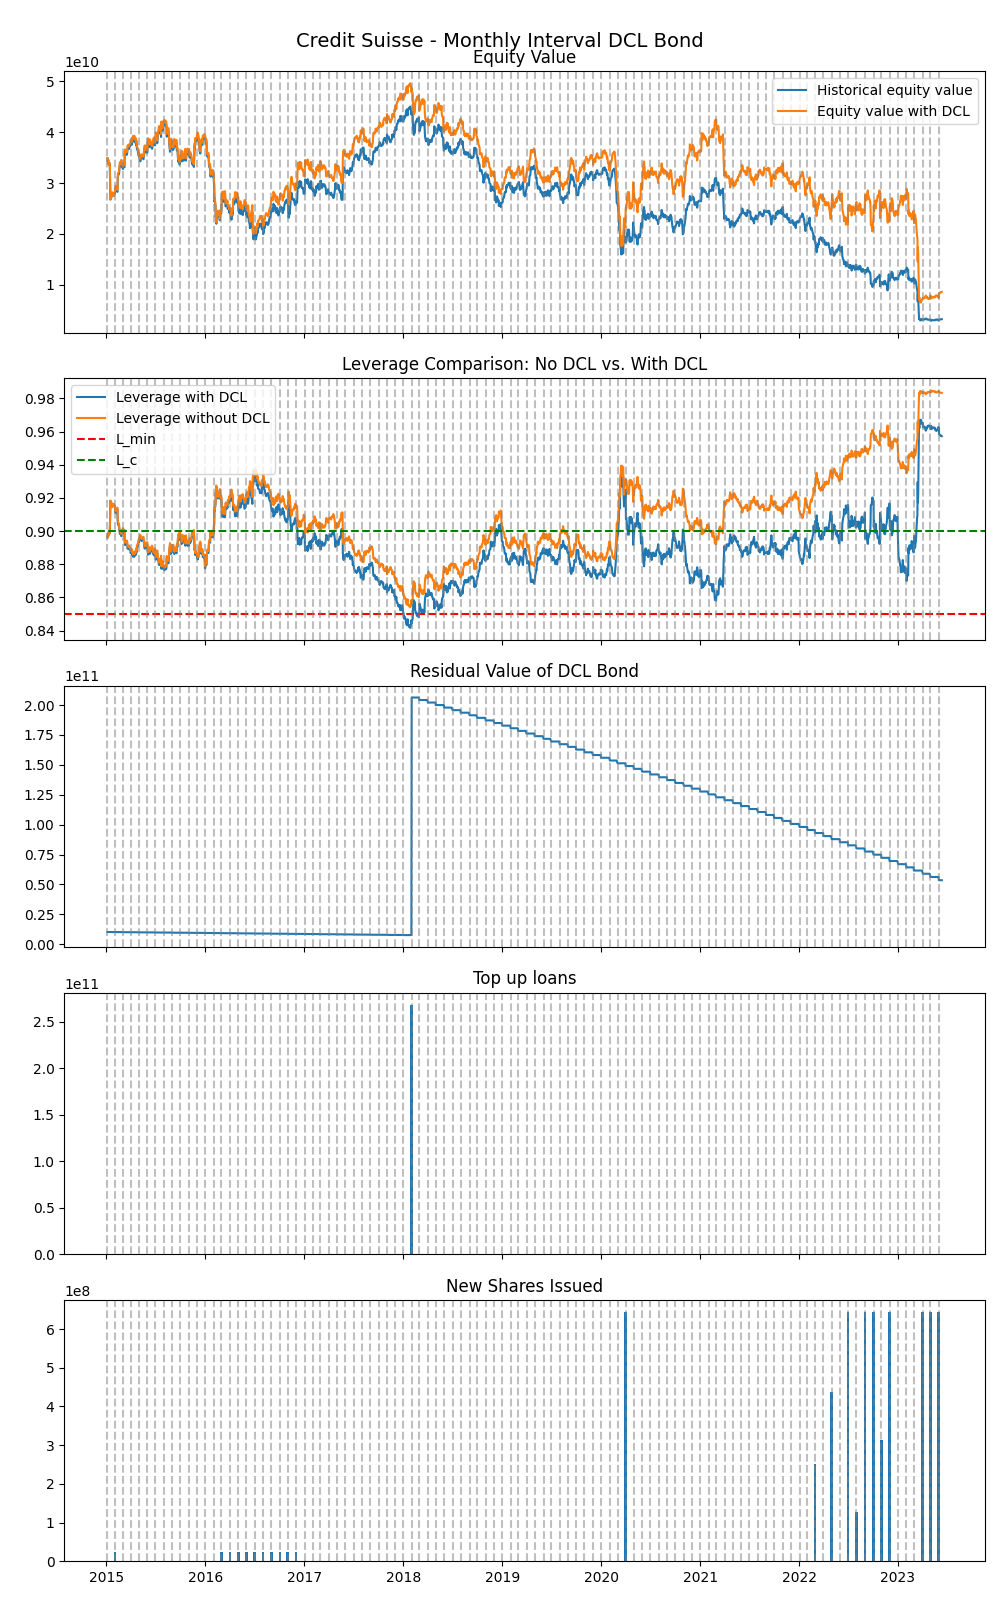 Credit Suisse - Monthly Interval DCL Bond
Equity Value
1e10
5
4
3
2
1
Historical equity value
Equity value with DCL
Leverage Comparison: No DCL vs. With DCL
0.98
0.96
0.94
0.92
0.90
0.88
0.86
0.84
Leverage with DCL
Leverage without DCL
L_min
L_c
Residual Value of DCL Bond
1e11
2.00
1.75
1.50
1.25
1.00
0.75
0.50
0.25
0.00
Top up loans
1e11
2.5
2.0
1.5
1.0
0.5
0.0
New Shares Issued
1e8
6
5
4
3
2
1
0
2015 2016 2017 2018 2019 2020 2021 2022 2023